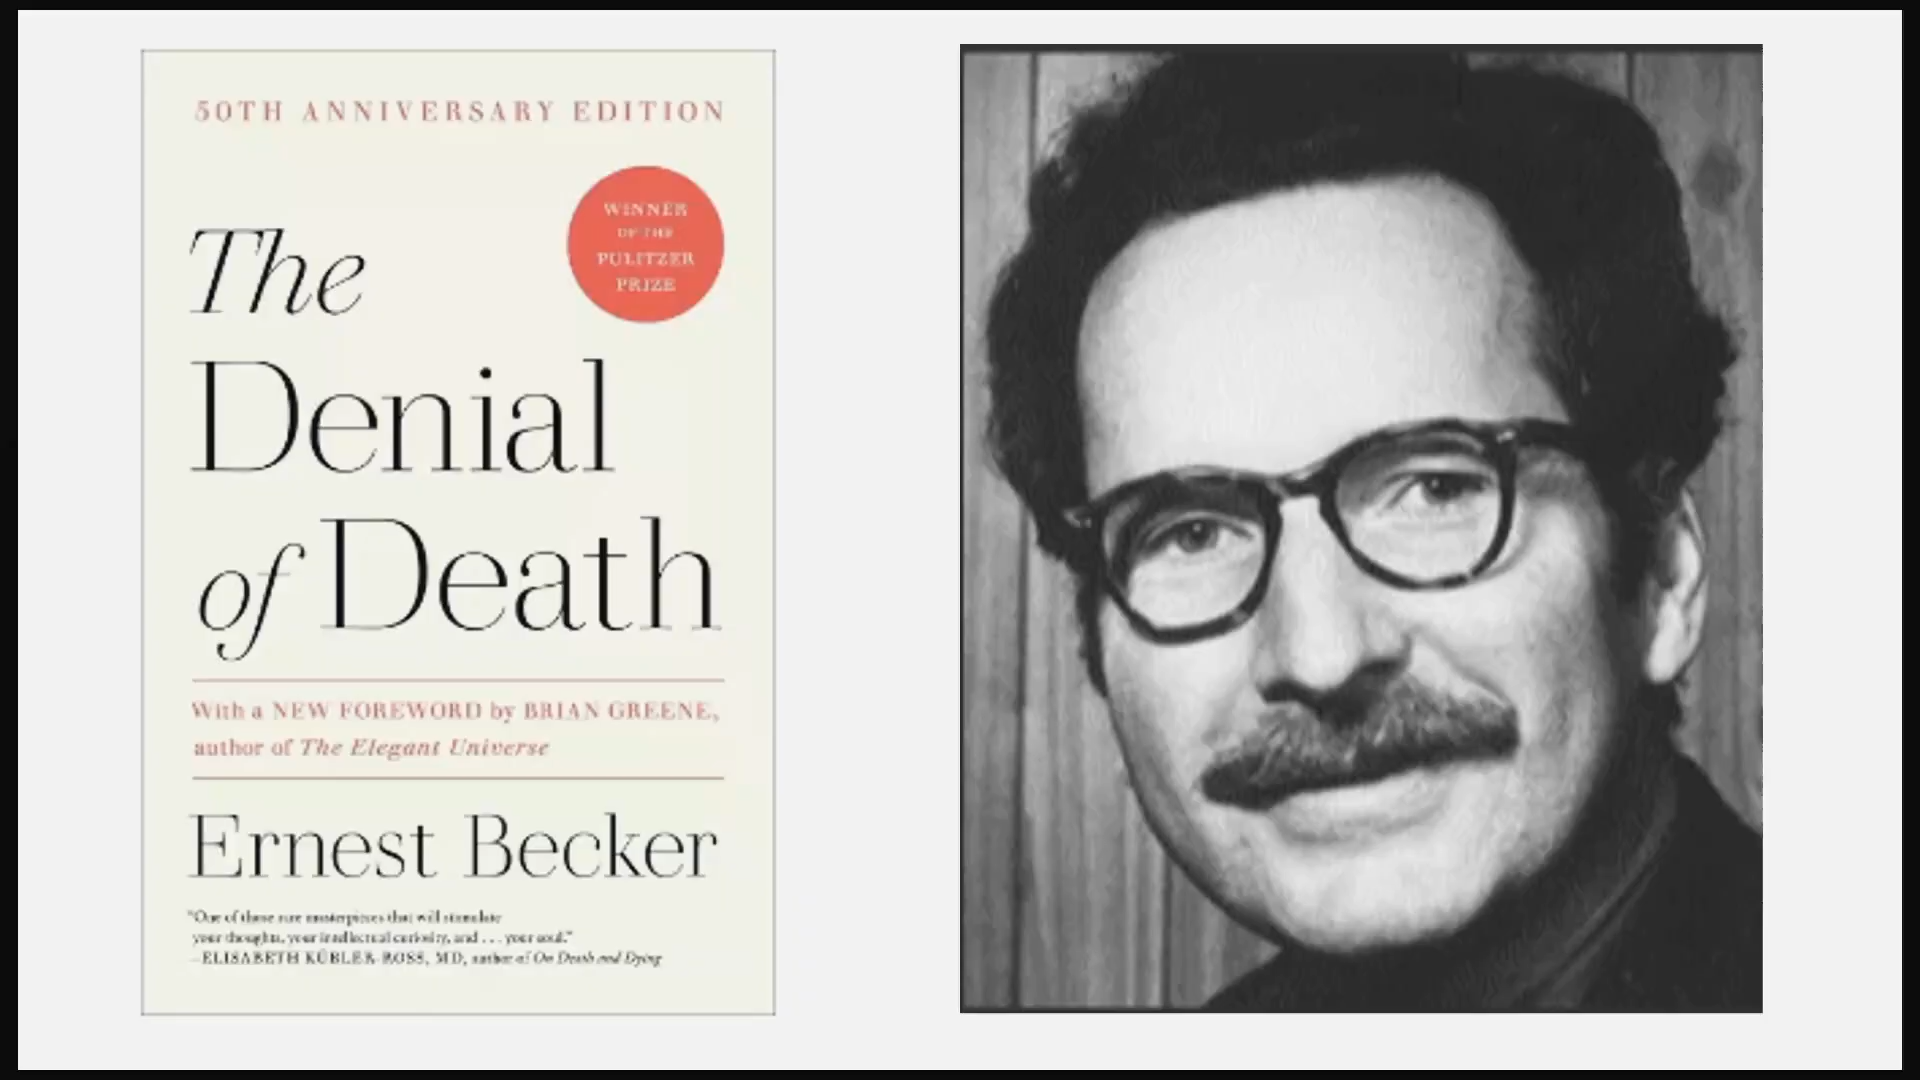 50TH ANNIVERSARY EDITION
WINNER
OF THE
PULITZER
PRIZE
The
Denial
of Death
With a NEW FOREWORD by BRIAN GREENE,
author of The Elegant Universe
Ernest Becker
"One of those rare masterpieces that will stimulate
your thoughts, your intellectual curiosity, and . . . your soul."
—ELISABETH KÜBLER-ROSS, MD, author of On Death and Dying